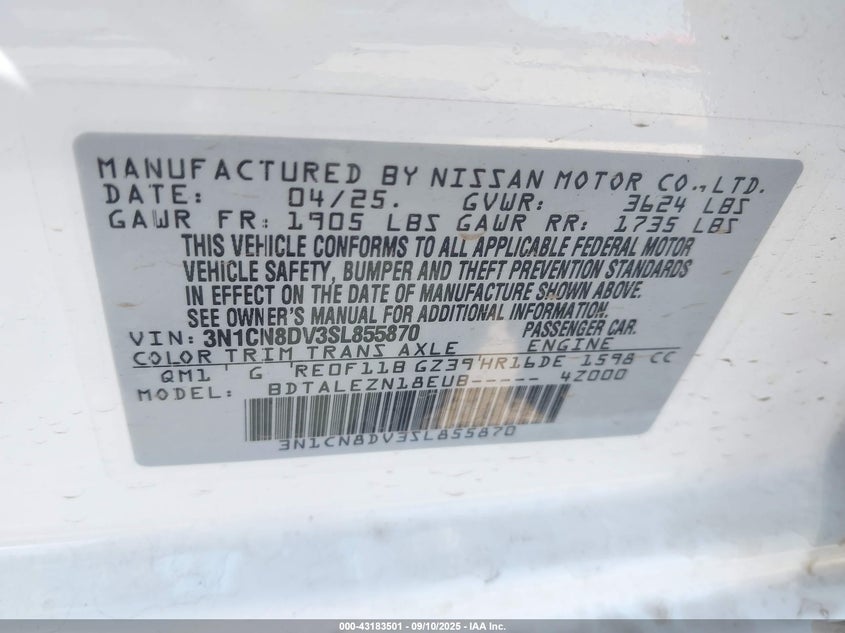 MANUFACTURED BY NISSAN MOTOR CO., LTD.
DATE: 04/25. GVWR: 3624 LBS
GAWR FR: 1905 LBS GAWR RR: 1735 LBS
THIS VEHICLE CONFORMS TO ALL APPLICABLE FEDERAL MOTOR
VEHICLE SAFETY, BUMPER AND THEFT PREVENTION STANDARDS
IN EFFECT ON THE DATE OF MANUFACTURE SHOWN ABOVE.
SEE OWNER'S MANUAL FOR ADDITIONAL INFORMATION.
VIN: 3N1CN8DV3SL855870 PASSENGER CAR.
COLOR TRIM TRANS AXLE ENGINE
QM1 ' G 'RE0F11B GZ39'HR16DE 1598 CC
MODEL: BDTALEZN18EUB----- 4Z000
3N1CN8DV3SL855870
000-43183501 | 09/10/2025 | IAA Inc.